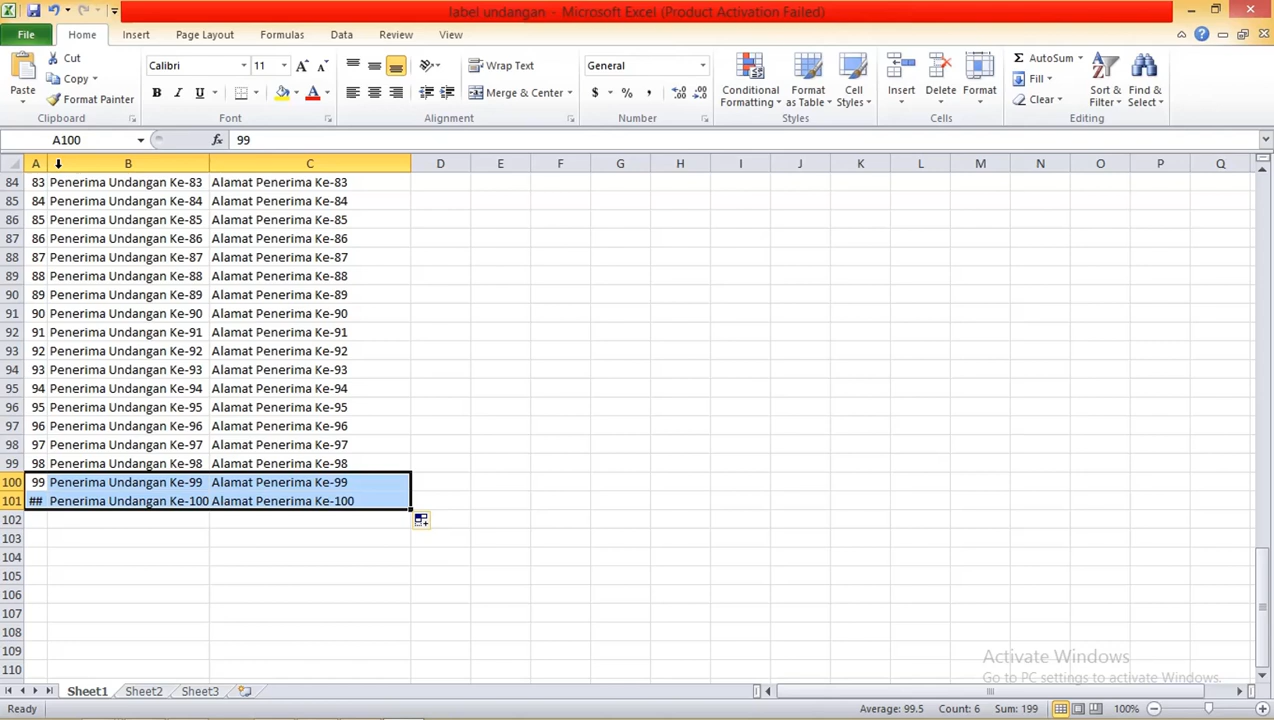 label undangan - Microsoft Excel (Product Activation Failed)
File Home Insert Page Layout Formulas Data Review View
Cut
Copy
Format Painter
Paste
Clipboard
Calibri 11
B I U
Font
Wrap Text
Merge & Center
Alignment
General
$ % ,
Number
Conditional Formatting
Format as Table
Cell Styles
Styles
Insert Delete Format
Cells
AutoSum
Fill
Clear
Sort & Filter
Find & Select
Editing
A100 fx 99
A B C D E F G H I J K L M N O P Q
84 83 Penerima Undangan Ke-83 Alamat Penerima Ke-83
85 84 Penerima Undangan Ke-84 Alamat Penerima Ke-84
86 85 Penerima Undangan Ke-85 Alamat Penerima Ke-85
87 86 Penerima Undangan Ke-86 Alamat Penerima Ke-86
88 87 Penerima Undangan Ke-87 Alamat Penerima Ke-87
89 88 Penerima Undangan Ke-88 Alamat Penerima Ke-88
90 89 Penerima Undangan Ke-89 Alamat Penerima Ke-89
91 90 Penerima Undangan Ke-90 Alamat Penerima Ke-90
92 91 Penerima Undangan Ke-91 Alamat Penerima Ke-91
93 92 Penerima Undangan Ke-92 Alamat Penerima Ke-92
94 93 Penerima Undangan Ke-93 Alamat Penerima Ke-93
95 94 Penerima Undangan Ke-94 Alamat Penerima Ke-94
96 95 Penerima Undangan Ke-95 Alamat Penerima Ke-95
97 96 Penerima Undangan Ke-96 Alamat Penerima Ke-96
98 97 Penerima Undangan Ke-97 Alamat Penerima Ke-97
99 98 Penerima Undangan Ke-98 Alamat Penerima Ke-98
100 99 Penerima Undangan Ke-99 Alamat Penerima Ke-99
101 ## Penerima Undangan Ke-100 Alamat Penerima Ke-100
102
103
104
105
106
107
108
109
110
Activate Windows
Go to PC settings to activate Windows.
Sheet1 Sheet2 Sheet3
Ready Average: 99.5 Count: 6 Sum: 199 100%